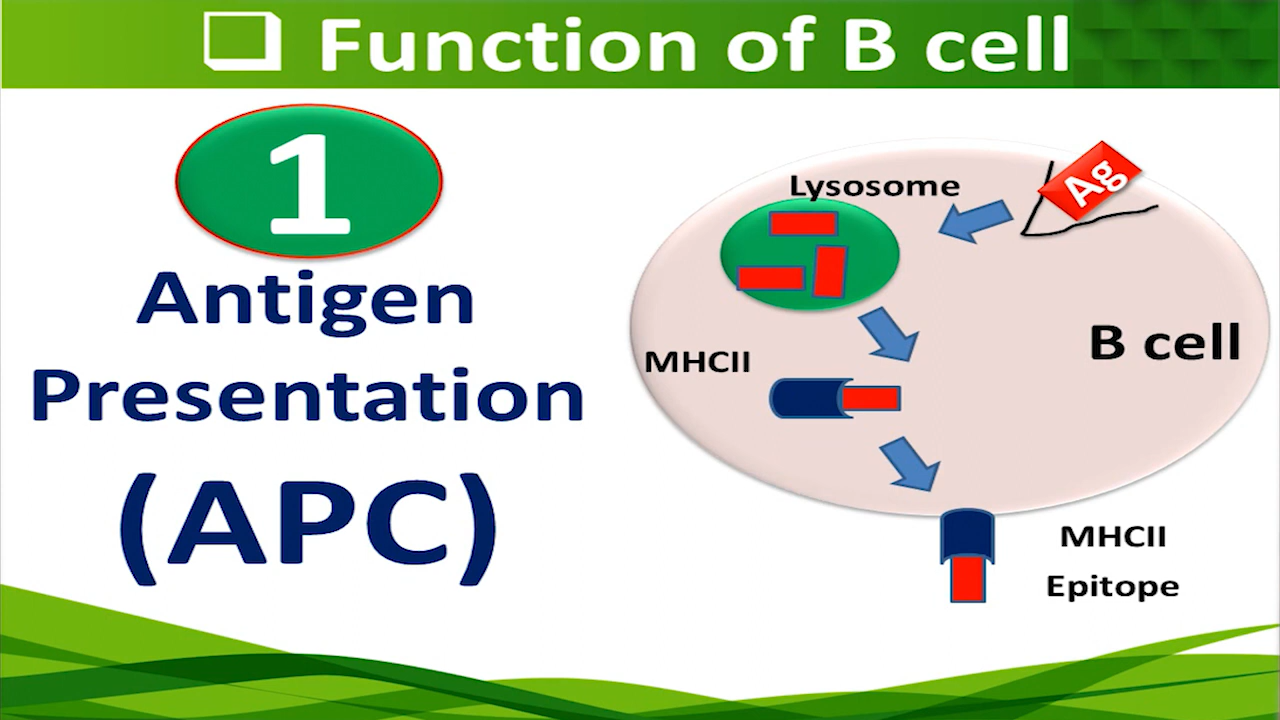 ❑ Function of B cell
1
Antigen
Presentation
(APC)
Lysosome
Ag
B cell
MHCII
MHCII
Epitope